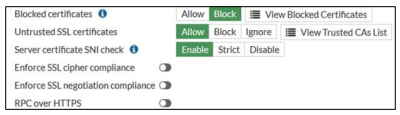 Blocked certificates Allow Block View Blocked Certificates
Untrusted SSL certificates Allow Block Ignore View Trusted CAs List
Server certificate SNI check Enable Strict Disable
Enforce SSL cipher compliance
Enforce SSL negotiation compliance
RPC over HTTPS